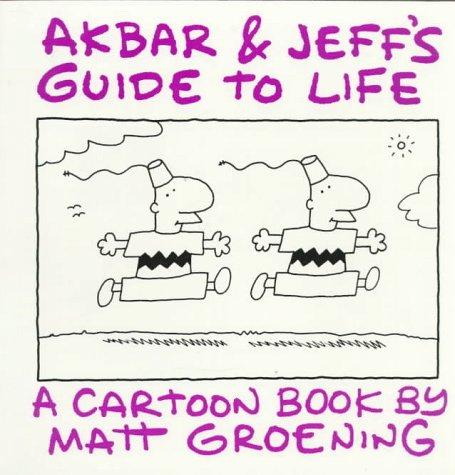 AKBAR & JEFF'S
GUIDE TO LIFE
A CARTOON BOOK BY
MATT GROENING